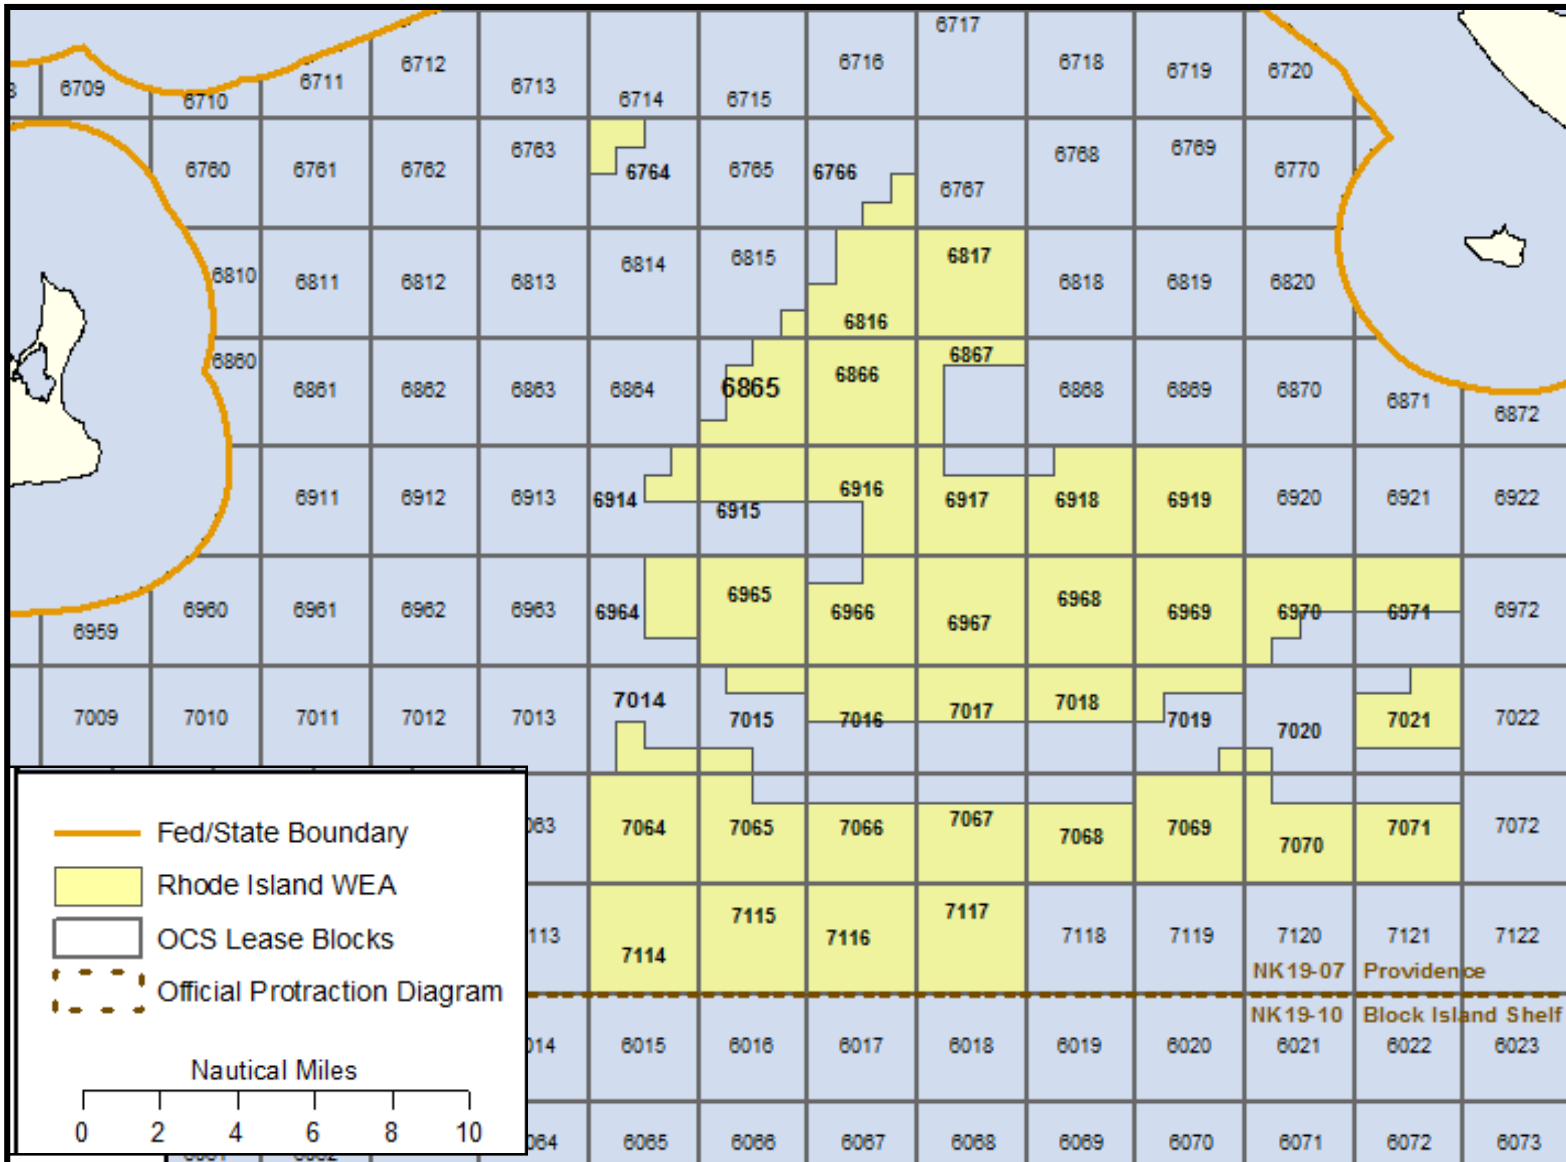 6717
6709 6710 6711 6712 6713 6714 6715 6716 6718 6719 6720
6760 6761 6762 6763 6764 6765 6766 6767 6768 6769 6770
6810 6811 6812 6813 6814 6815 6816 6817 6818 6819 6820
6860 6861 6862 6863 6864 6865 6866 6867 6868 6869 6870 6871 6872
6911 6912 6913 6914 6915 6916 6917 6918 6919 6920 6921 6922
6959 6960 6961 6962 6963 6964 6965 6966 6967 6968 6969 6970 6971 6972
7009 7010 7011 7012 7013 7014 7015 7016 7017 7018 7019 7020 7021 7022
063 7064 7065 7066 7067 7068 7069 7070 7071 7072
113 7114 7115 7116 7117 7118 7119 7120 7121 7122
NK19-07 Providence
NK19-10 Block Island Shelf
014 6015 6016 6017 6018 6019 6020 6021 6022 6023
064 6065 6066 6067 6068 6069 6070 6071 6072 6073
Fed/State Boundary
Rhode Island WEA
OCS Lease Blocks
Official Protraction Diagram
Nautical Miles
0 2 4 6 8 10